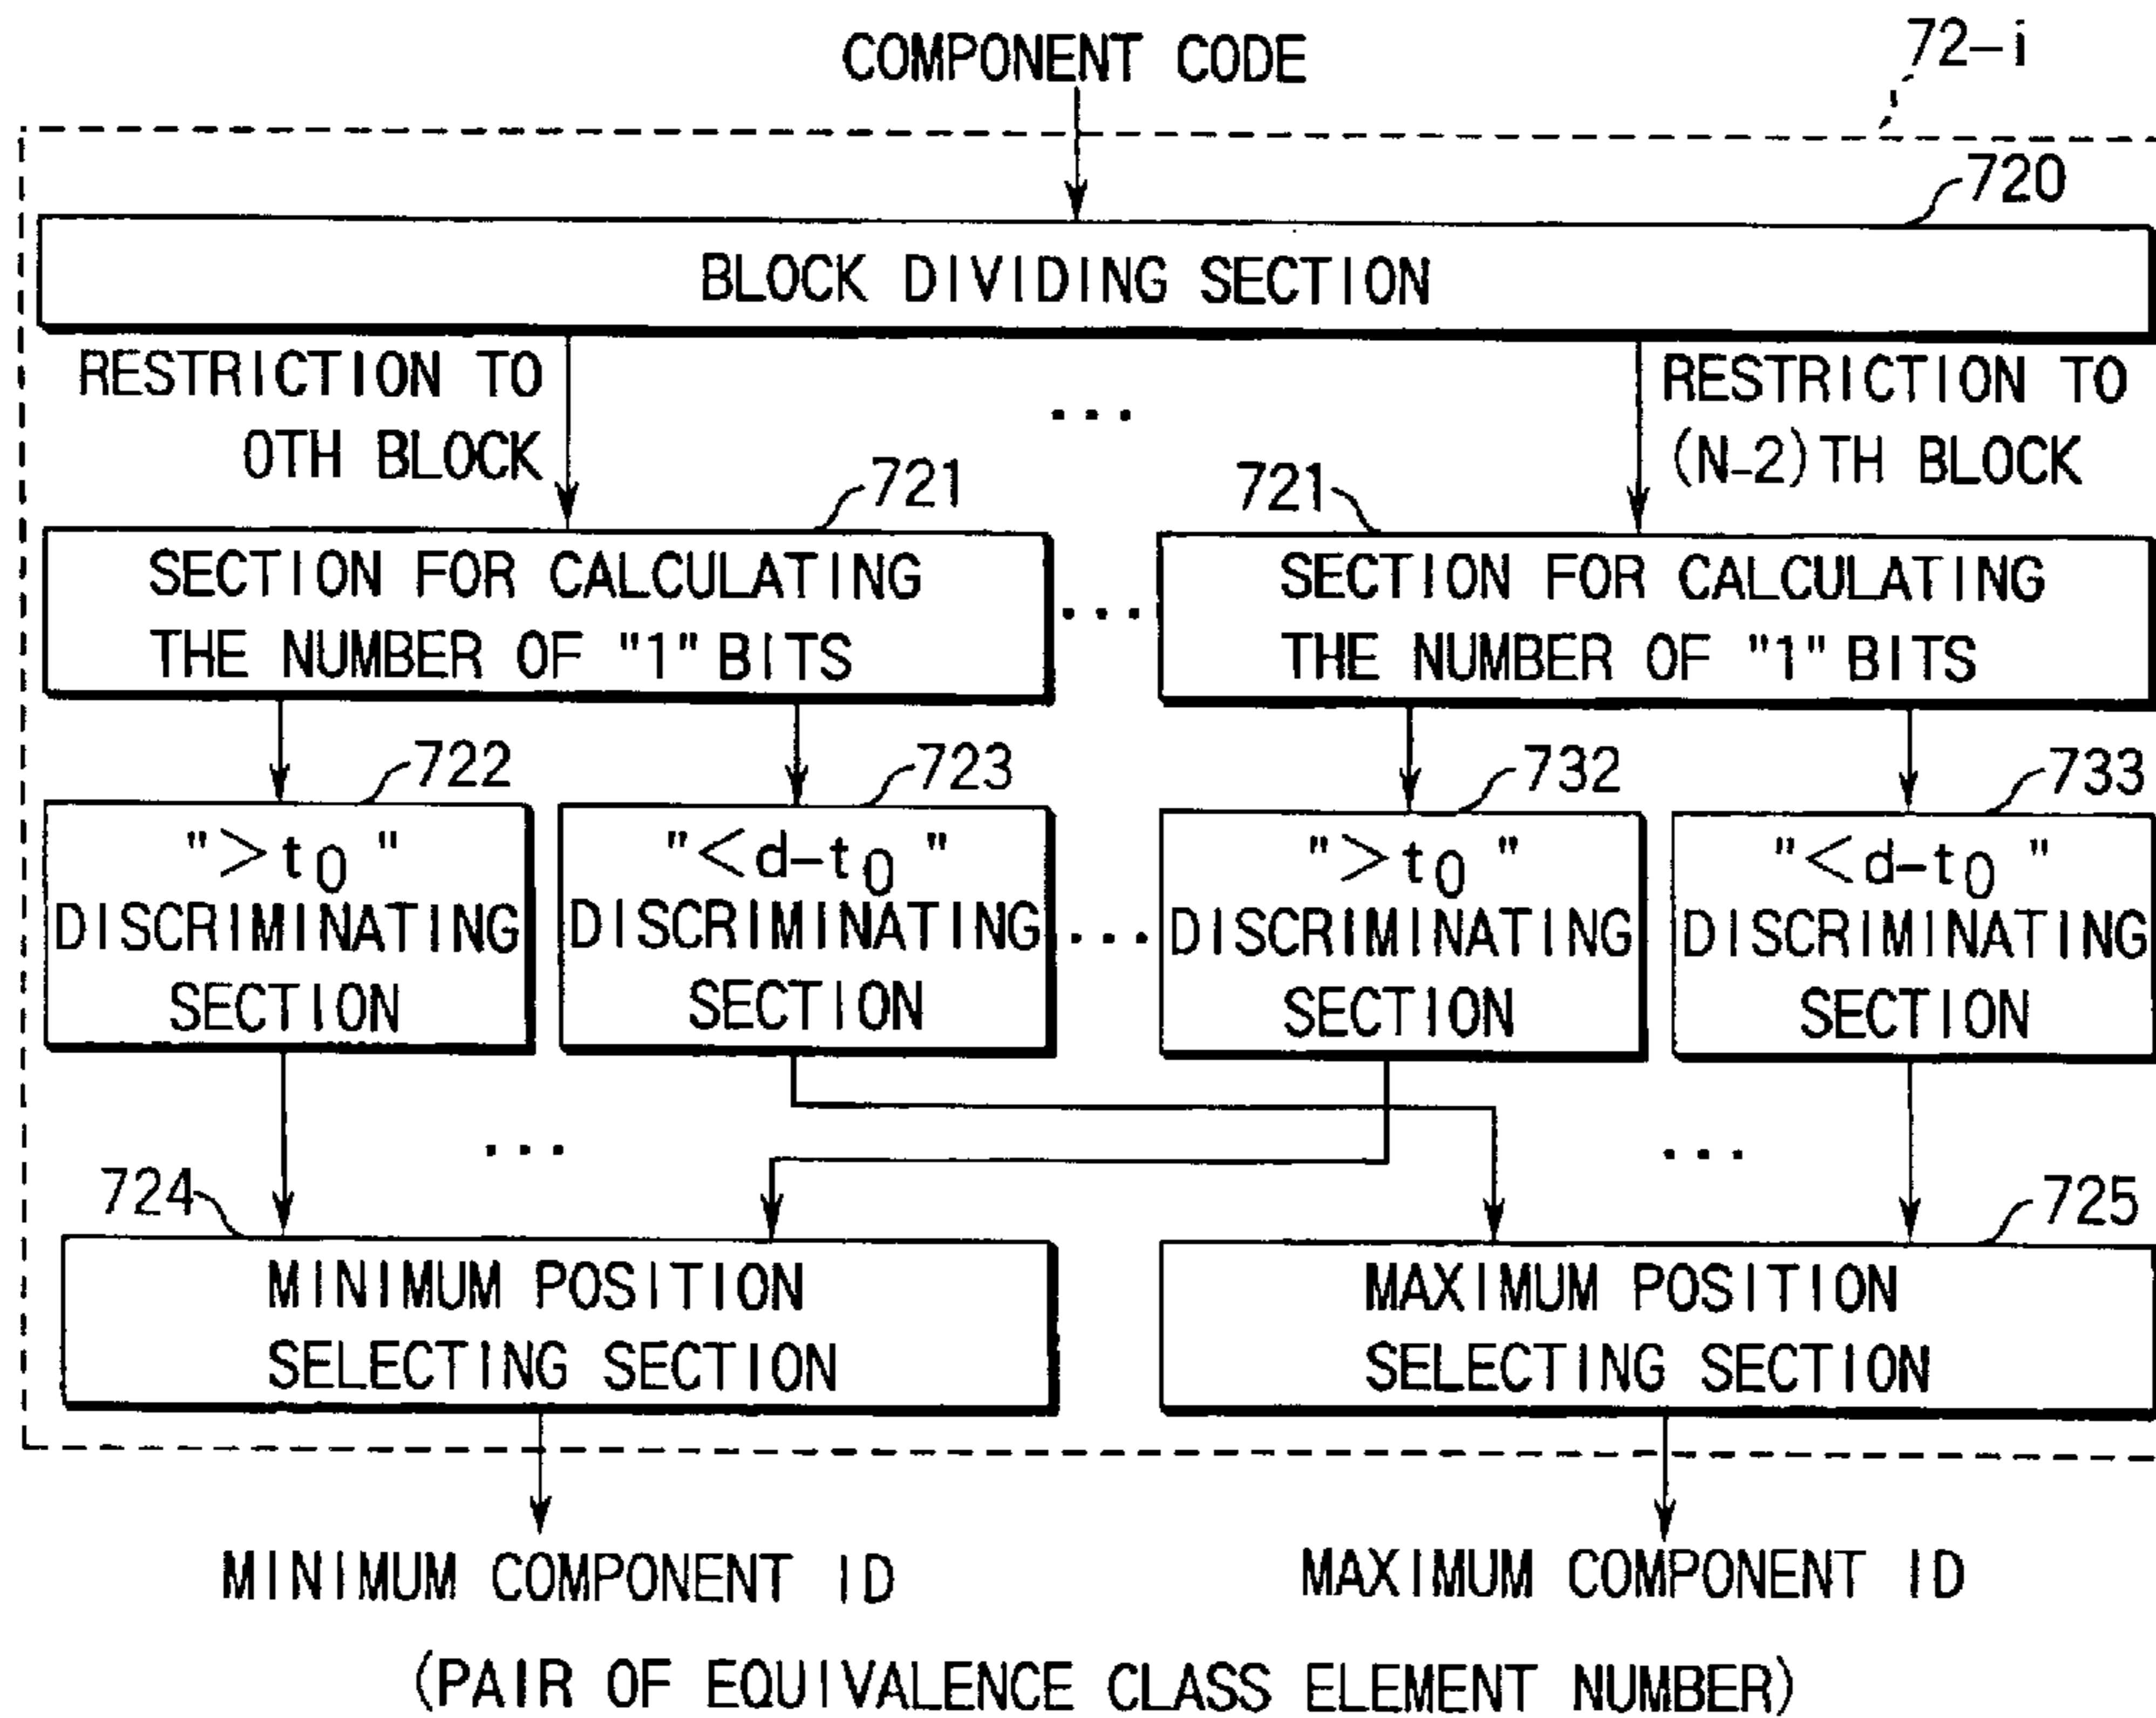 COMPONENT CODE
72-i
720
BLOCK DIVIDING SECTION
RESTRICTION TO
0TH BLOCK
...
RESTRICTION TO
(N-2)TH BLOCK
721
721
SECTION FOR CALCULATING
THE NUMBER OF "1" BITS
...
SECTION FOR CALCULATING
THE NUMBER OF "1" BITS
722
723
732
733
">t0"
DISCRIMINATING
SECTION
"<d-t0"
DISCRIMINATING
SECTION
...
">t0"
DISCRIMINATING
SECTION
"<d-t0"
DISCRIMINATING
SECTION
...
...
724
725
MINIMUM POSITION
SELECTING SECTION
MAXIMUM POSITION
SELECTING SECTION
MINIMUM COMPONENT ID
MAXIMUM COMPONENT ID
(PAIR OF EQUIVALENCE CLASS ELEMENT NUMBER)